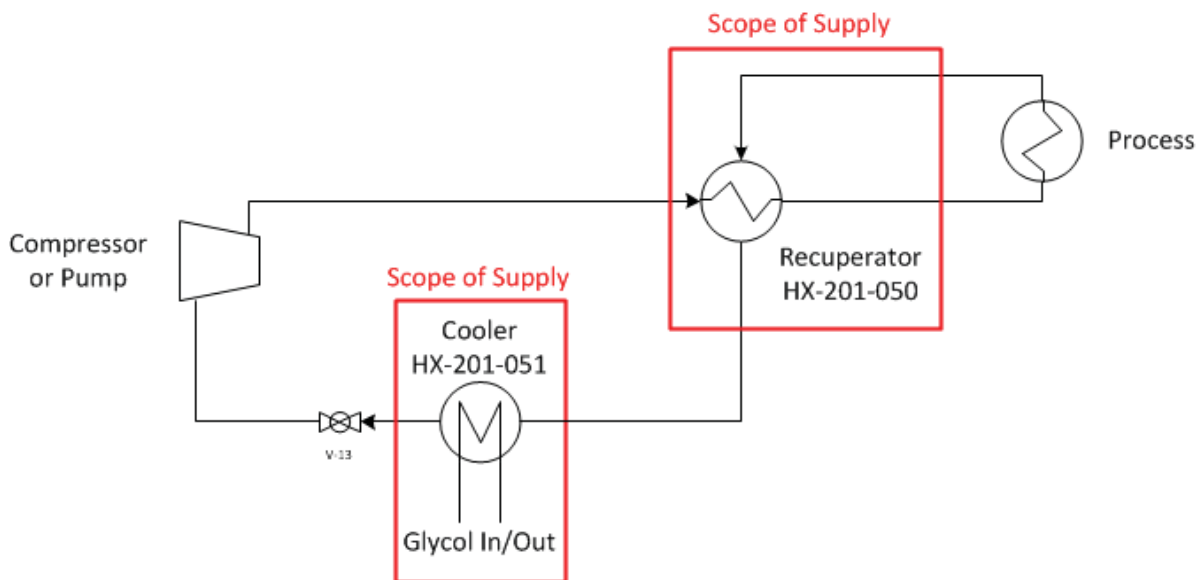 Scope of Supply
Process
Compressor
or Pump
Recuperator
HX-201-050
Scope of Supply
Cooler
HX-201-051
V-13
Glycol In/Out